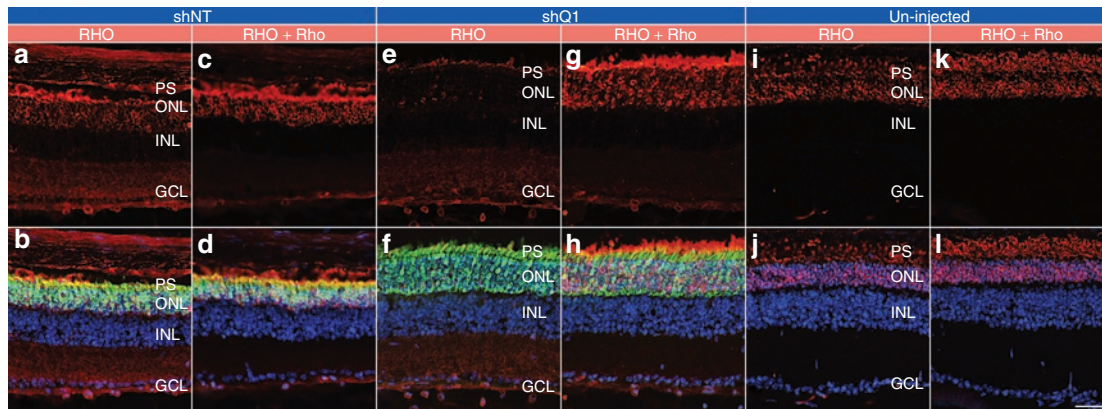 shNT shQ1 Un-injected
RHO RHO + Rho RHO RHO + Rho RHO RHO + Rho
a c e g i k
PS PS PS
ONL ONL ONL
INL INL INL
GCL GCL GCL
b d f h j l
PS PS PS
ONL ONL ONL
INL INL INL
GCL GCL GCL